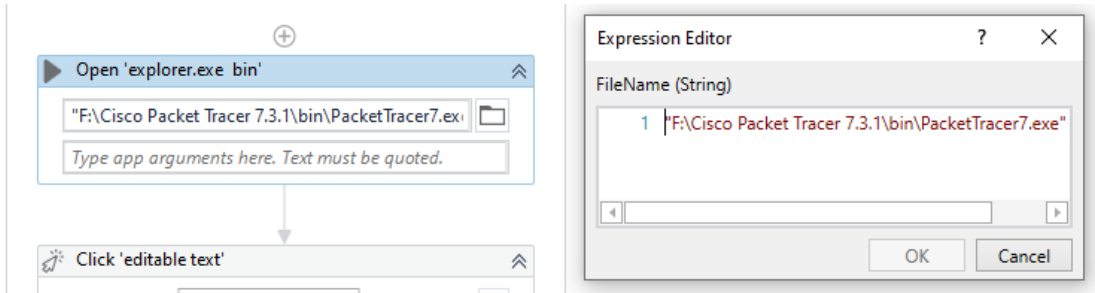 Open 'explorer.exe  bin'
"F:\Cisco Packet Tracer 7.3.1\bin\PacketTracer7.ex
Type app arguments here. Text must be quoted.
Click 'editable text'
Expression Editor
?
FileName (String)
1 "F:\Cisco Packet Tracer 7.3.1\bin\PacketTracer7.exe"
OK
Cancel